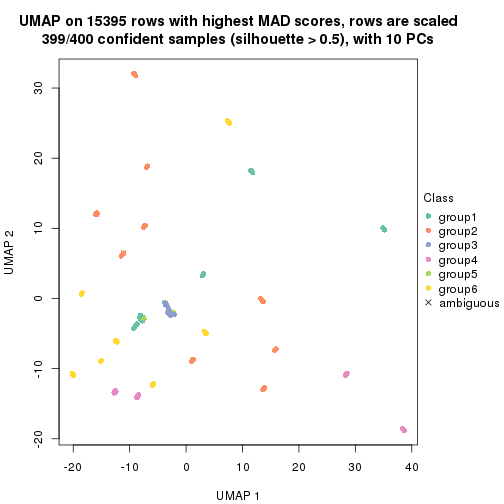 UMAP on 15395 rows with highest MAD scores, rows are scaled
399/400 confident samples (silhouette > 0.5), with 10 PCs
30
20
10
0
-10
-20
UMAP 2
-20
-10
0
10
20
30
40
UMAP 1
Class
group1
group2
group3
group4
group5
group6
ambiguous